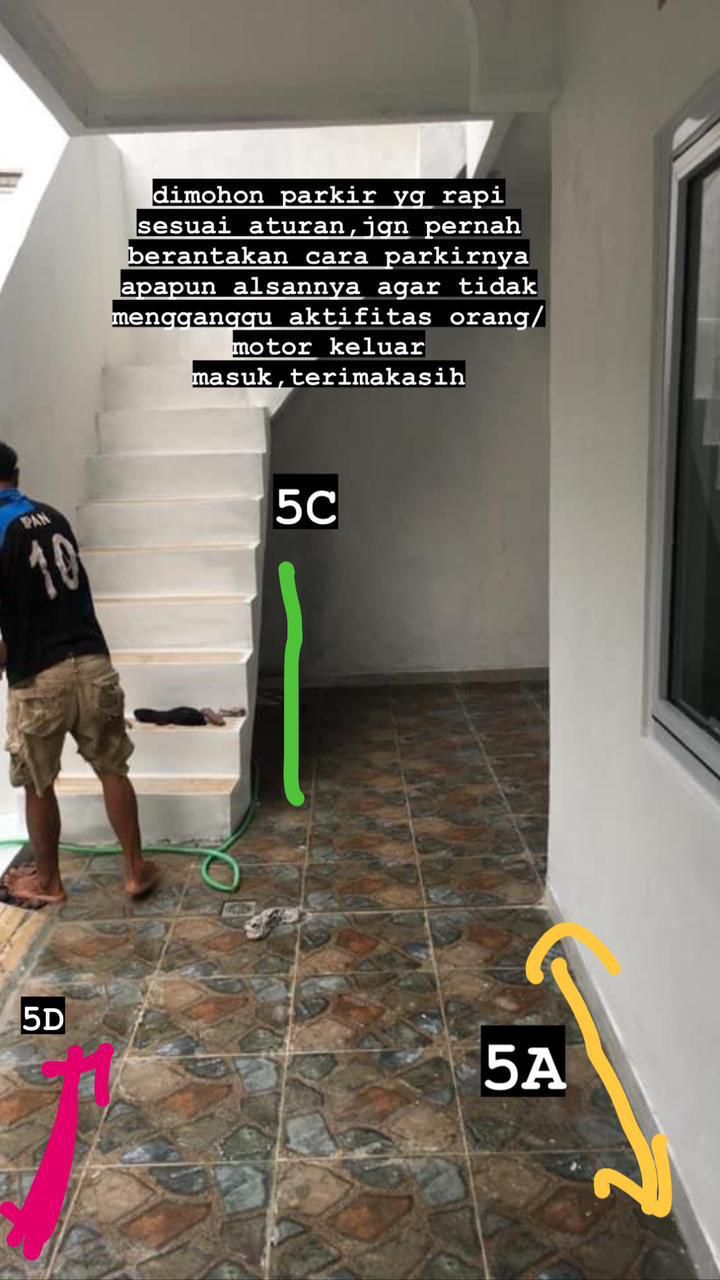 dimohon parkir yg rapi
sesuai aturan,jgn pernah
berantakan cara parkirnya
apapun alsannya agar tidak
mengganggu aktifitas orang/
motor keluar
masuk,terimakasih
5C
IPAN
10
5D
5A